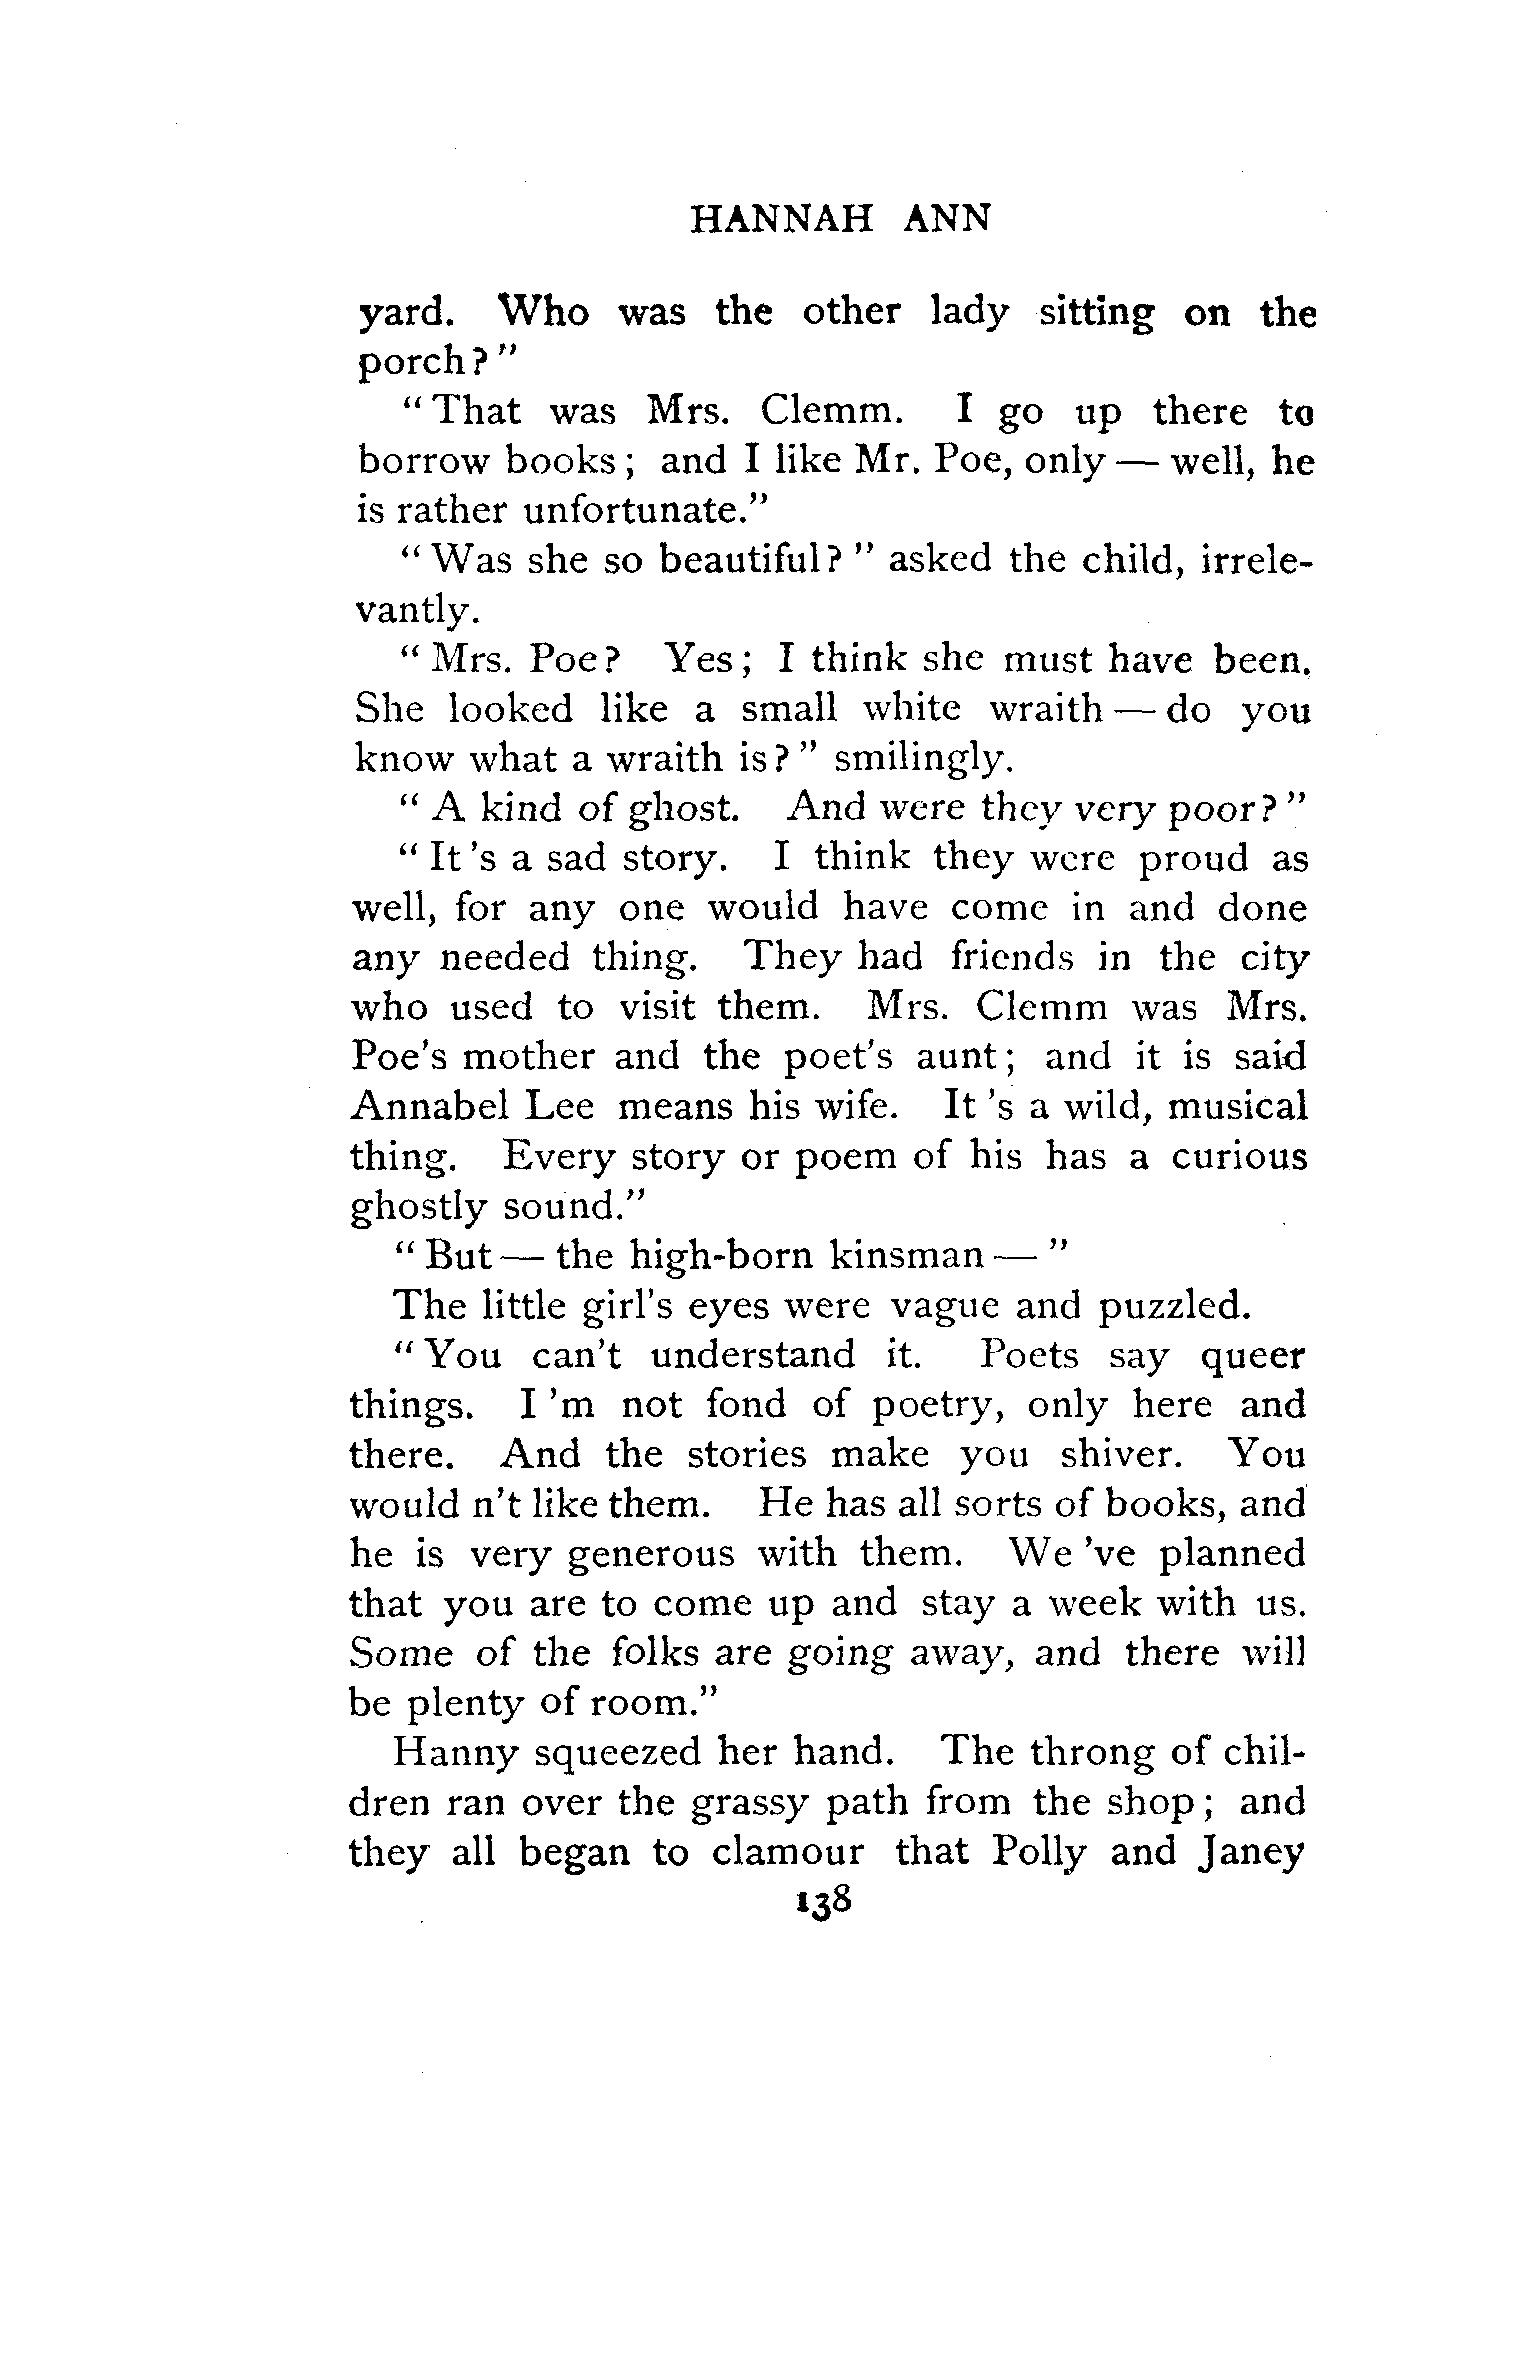 HANNAH ANN
yard. Who was the other lady sitting on the
porch?"
"That was Mrs. Clemm. I go up there to
borrow books; and I like Mr. Poe, only — well, he
is rather unfortunate."
"Was she so beautiful?" asked the child, irrele-
vantly.
"Mrs. Poe? Yes; I think she must have been.
She looked like a small white wraith — do you
know what a wraith is?" smilingly.
"A kind of ghost. And were they very poor?"
"It 's a sad story. I think they were proud as
well, for any one would have come in and done
any needed thing. They had friends in the city
who used to visit them. Mrs. Clemm was Mrs.
Poe's mother and the poet's aunt; and it is said
Annabel Lee means his wife. It 's a wild, musical
thing. Every story or poem of his has a curious
ghostly sound."
"But — the high-born kinsman — "
The little girl's eyes were vague and puzzled.
"You can't understand it. Poets say queer
things. I 'm not fond of poetry, only here and
there. And the stories make you shiver. You
would n't like them. He has all sorts of books, and
he is very generous with them. We 've planned
that you are to come up and stay a week with us.
Some of the folks are going away, and there will
be plenty of room."
Hanny squeezed her hand. The throng of chil-
dren ran over the grassy path from the shop; and
they all began to clamour that Polly and Janey
138